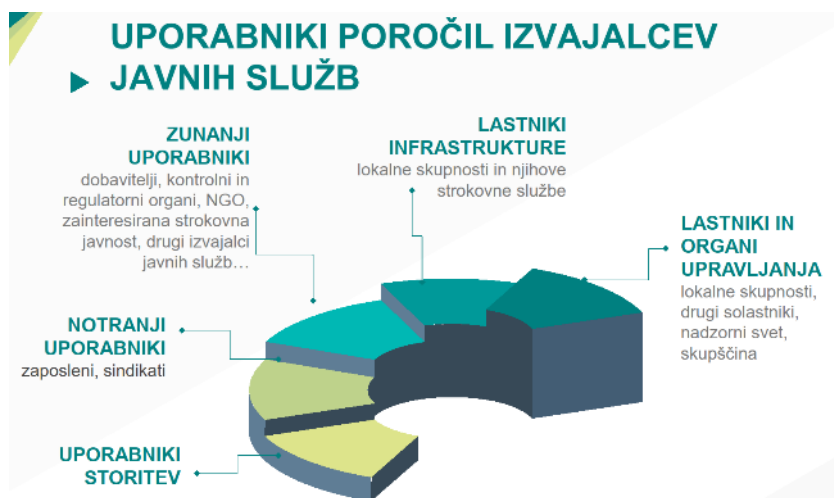 UPORABNIKI POROČIL IZVAJALCEV
JAVNIH SLUŽB
ZUNANJI
UPORABNIKI
dobavitelji, kontrolni in
regulatorni organi, NGO,
zainteresirana strokovna
javnost, drugi izvajalci
javnih služb…
LASTNIKI
INFRASTRUKTURE
lokalne skupnosti in njihove
strokovne službe
LASTNIKI IN
ORGANI
UPRAVLJANJA
lokalne skupnosti,
drugi solastniki,
nadzorni svet,
skupščina
NOTRANJI
UPORABNIKI
zaposleni, sindikati
UPORABNIKI
STORITEV